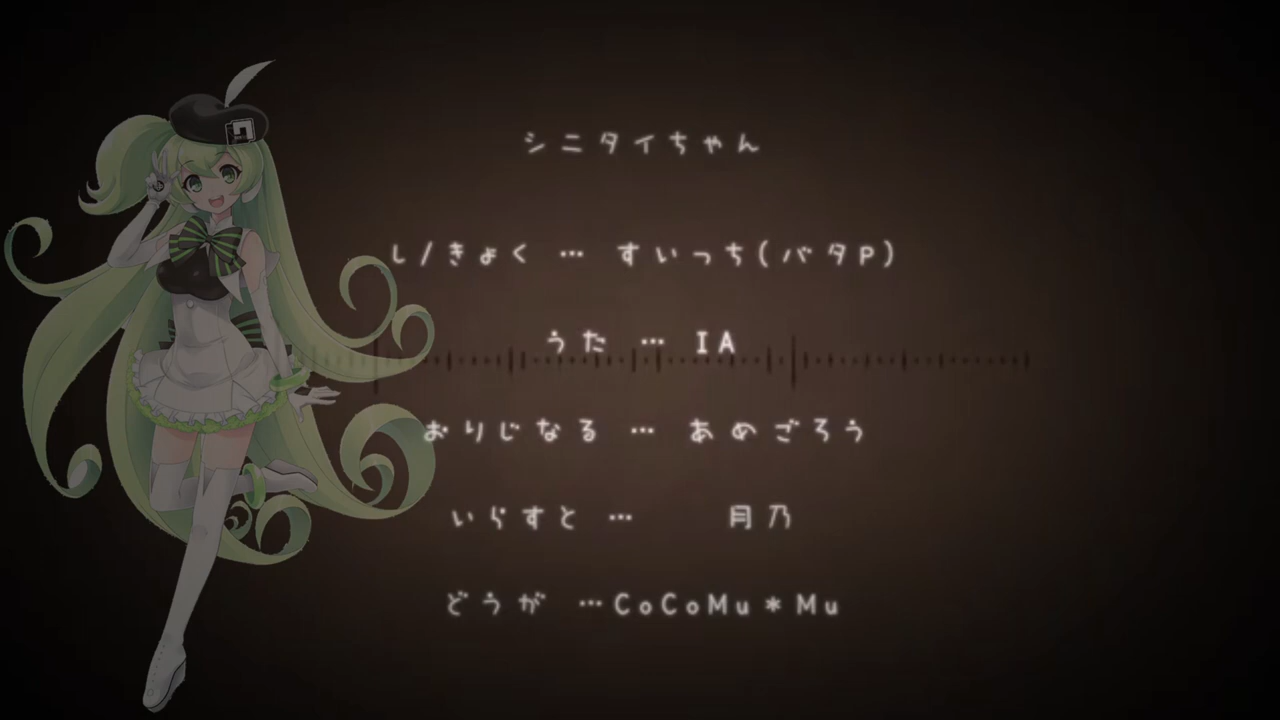 シニタイちゃん
し/きょく … すいっち(バタP)
うた … IA
おりじなる … あめごろう
いらすと … 月乃
どうが …CoCoMu＊Mu